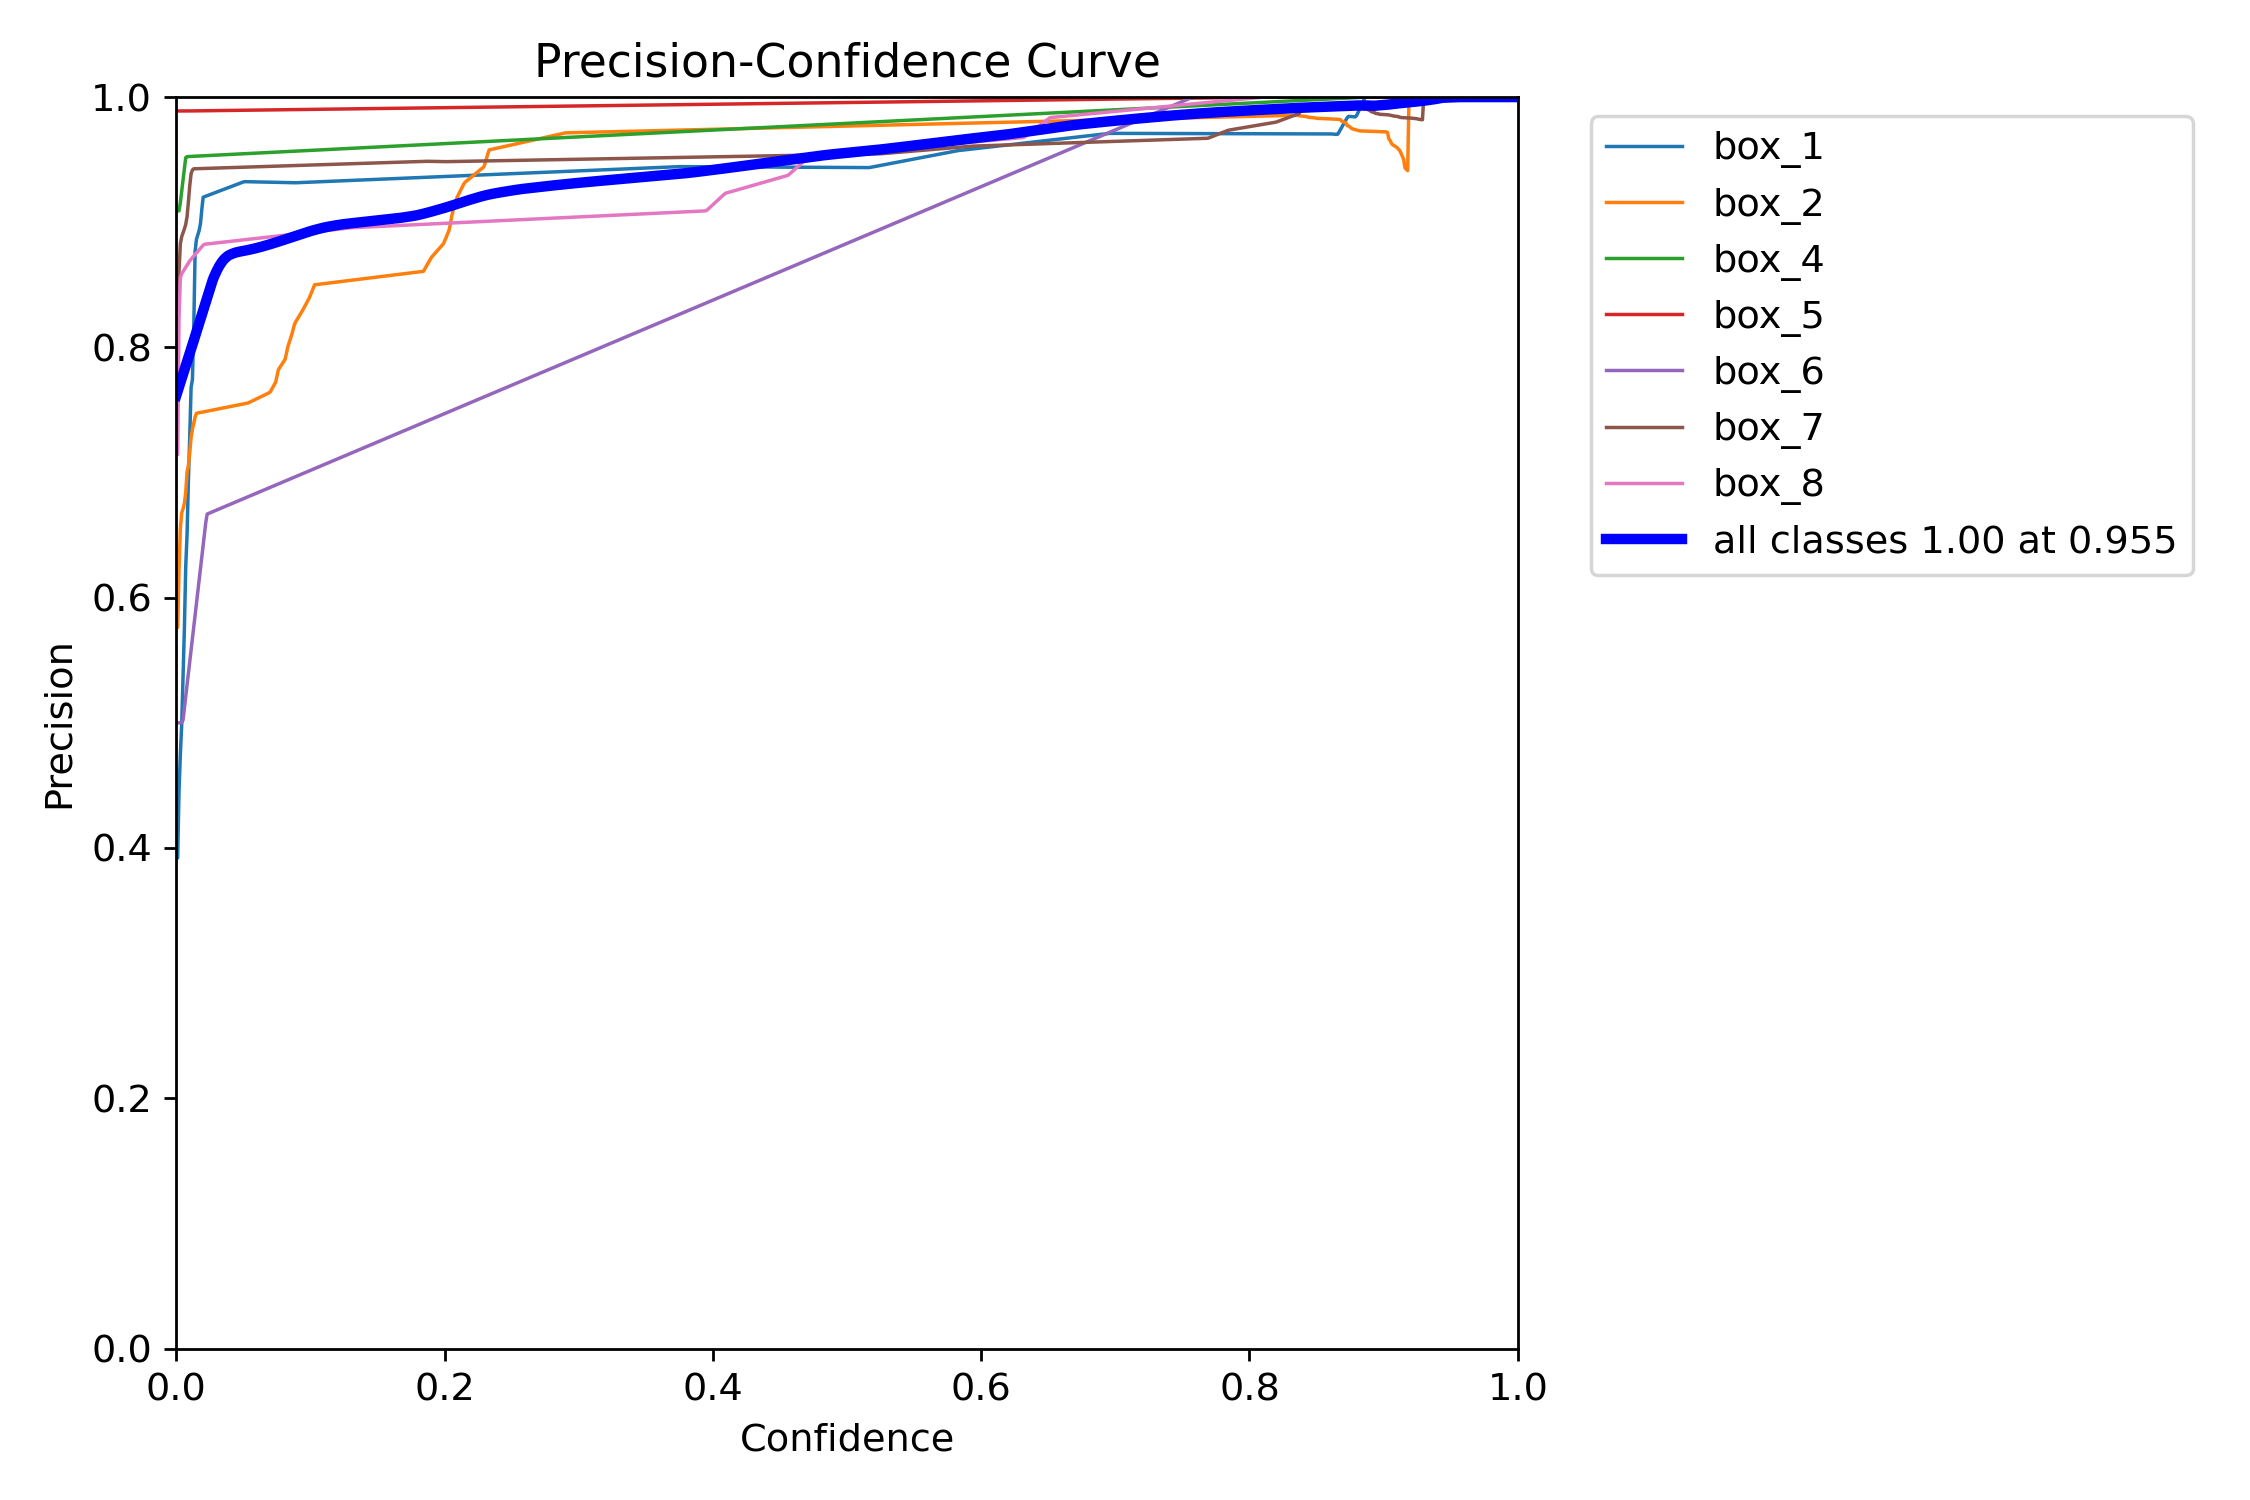 Precision-Confidence Curve
1.0
0.8
0.6
0.4
0.2
0.0
Precision
0.0 0.2 0.4 0.6 0.8 1.0
Confidence
box_1
box_2
box_4
box_5
box_6
box_7
box_8
all classes 1.00 at 0.955